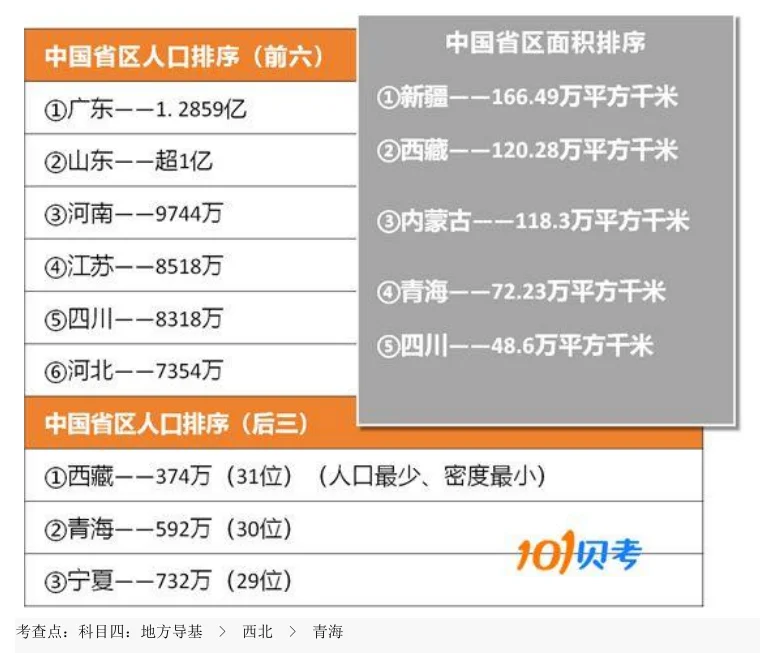 中国省区人口排序（前六）
①广东——1.2859亿
②山东——超1亿
③河南——9744万
④江苏——8518万
⑤四川——8318万
⑥河北——7354万
中国省区面积排序
①新疆——166.49万平方千米
②西藏——120.28万平方千米
③内蒙古——118.3万平方千米
④青海——72.23万平方千米
⑤四川——48.6万平方千米
中国省区人口排序（后三）
①西藏——374万（31位）（人口最少、密度最小）
②青海——592万（30位）
③宁夏——732万（29位）
101贝考
考查点：科目四：地方导基 > 西北 > 青海